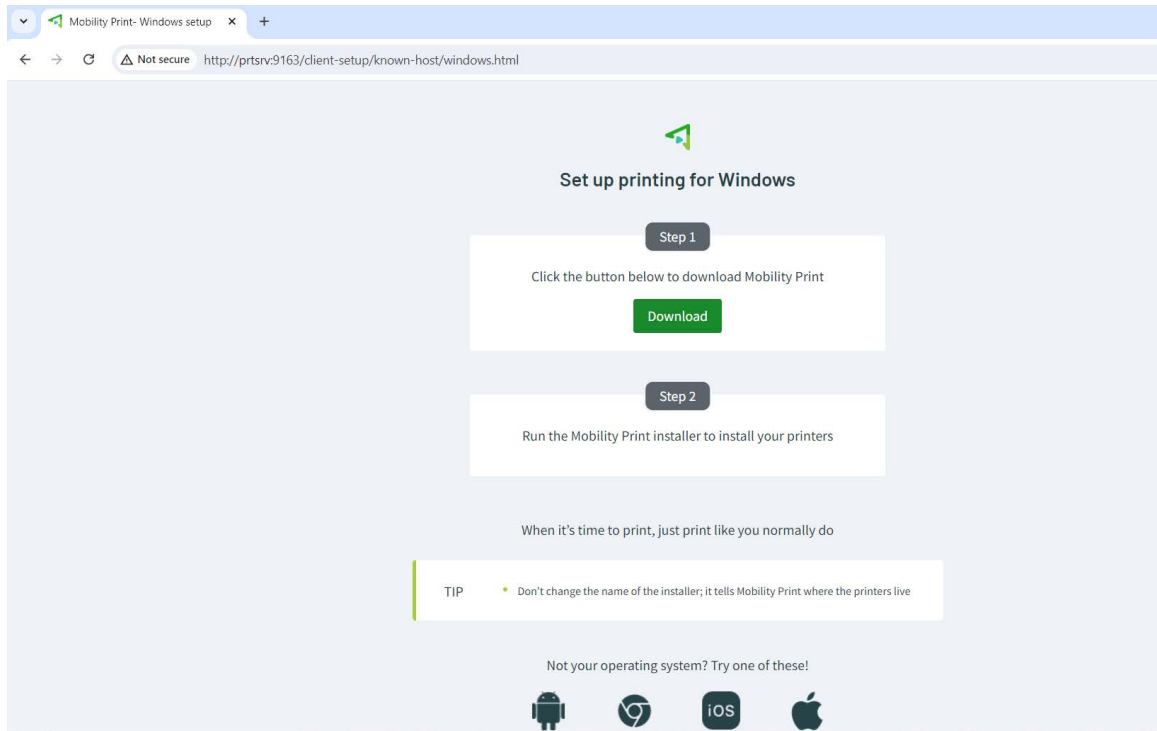 Mobility Print- Windows setup
Not secure
http://prtsrv:9163/client-setup/known-host/windows.html
Set up printing for Windows
Step 1
Click the button below to download Mobility Print
Download
Step 2
Run the Mobility Print installer to install your printers
When it's time to print, just print like you normally do
TIP • Don't change the name of the installer; it tells Mobility Print where the printers live
Not your operating system? Try one of these!
iOS